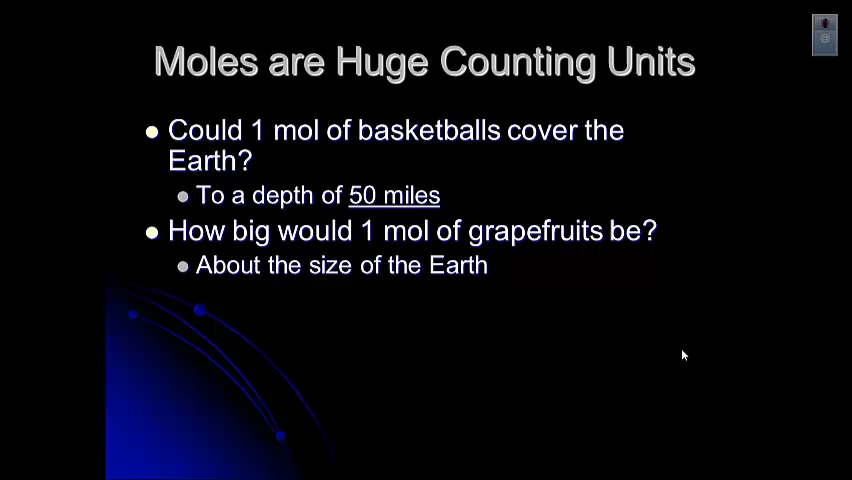 Moles are Huge Counting Units
Could 1 mol of basketballs cover the
Earth?
To a depth of 50 miles
How big would 1 mol of grapefruits be?
About the size of the Earth